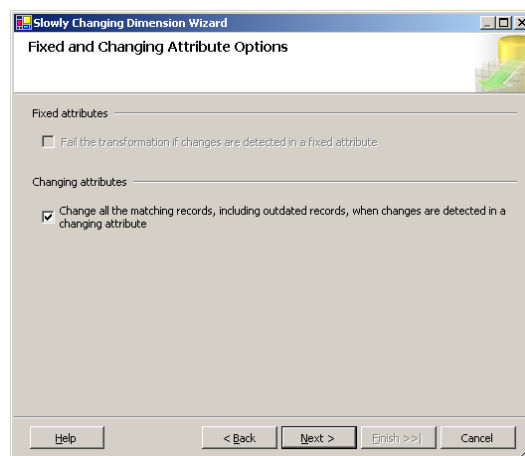 Slowly Changing Dimension Wizard
Fixed and Changing Attribute Options
Fixed attributes
Fail the transformation if changes are detected in a fixed attribute
Changing attributes
Change all the matching records, including outdated records, when changes are detected in a
changing attribute
Help
< Back
Next >
Finish >>|
Cancel